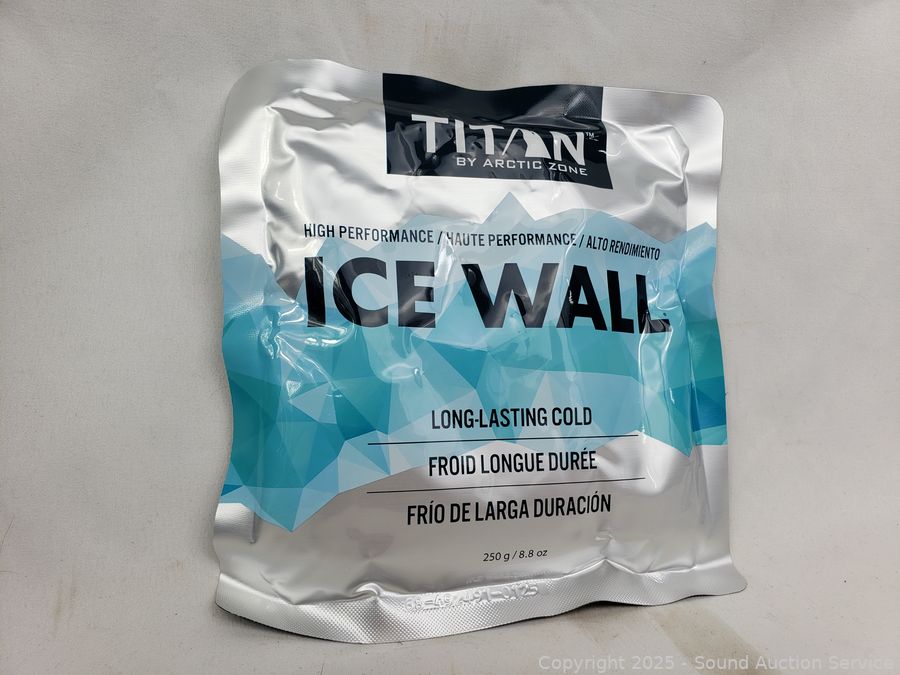 TITAN™
BY ARCTIC ZONE
HIGH PERFORMANCE / HAUTE PERFORMANCE / ALTO RENDIMIENTO
ICE WALL
LONG-LASTING COLD
FROID LONGUE DURÉE
FRÍO DE LARGA DURACIÓN
250 g / 8.8 oz
Copyright 2025 - Sound Auction Service